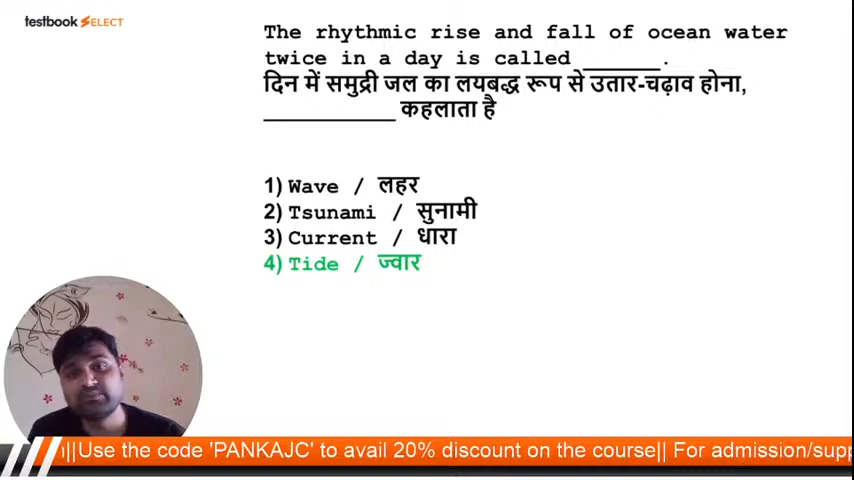 testbook SELECT
The rhythmic rise and fall of ocean water
twice in a day is called ______.
दिन में समुद्री जल का लयबद्ध रूप से उतार-चढ़ाव होना,
___________ कहलाता है
1) Wave / लहर
2) Tsunami / सुनामी
3) Current / धारा
4) Tide / ज्वार
||Use the code 'PANKAJC' to avail 20% discount on the course|| For admission/supp